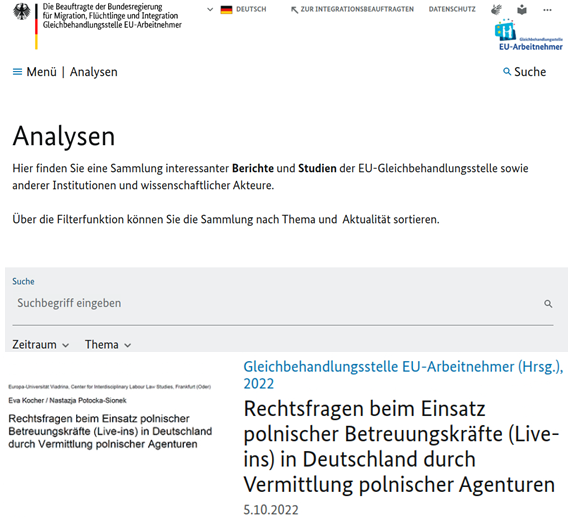 Die Beauftragte der Bundesregierung
für Migration, Flüchtlinge und Integration
Gleichbehandlungsstelle EU-Arbeitnehmer
DEUTSCH
ZUR INTEGRATIONSBEAUFTRAGTEN
DATENSCHUTZ
Gleichbehandlungsstelle
EU-Arbeitnehmer
Menü | Analysen
Suche
Analysen
Hier finden Sie eine Sammlung interessanter Berichte und Studien der EU-Gleichbehandlungsstelle sowie
anderer Institutionen und wissenschaftlicher Akteure.
Über die Filterfunktion können Sie die Sammlung nach Thema und Aktualität sortieren.
Suche
Suchbegriff eingeben
Zeitraum
Thema
Europa-Universität Viadrina, Center for Interdisciplinary Labour Law Studies, Frankfurt (Oder)
Eva Kocher / Nastazja Potocka-Sionek
Rechtsfragen beim Einsatz polnischer
Betreuungskräfte (Live-ins) in Deutschland
durch Vermittlung polnischer Agenturen
Gleichbehandlungsstelle EU-Arbeitnehmer (Hrsg.),
2022
Rechtsfragen beim Einsatz
polnischer Betreuungskräfte (Live-
ins) in Deutschland durch
Vermittlung polnischer Agenturen
5.10.2022